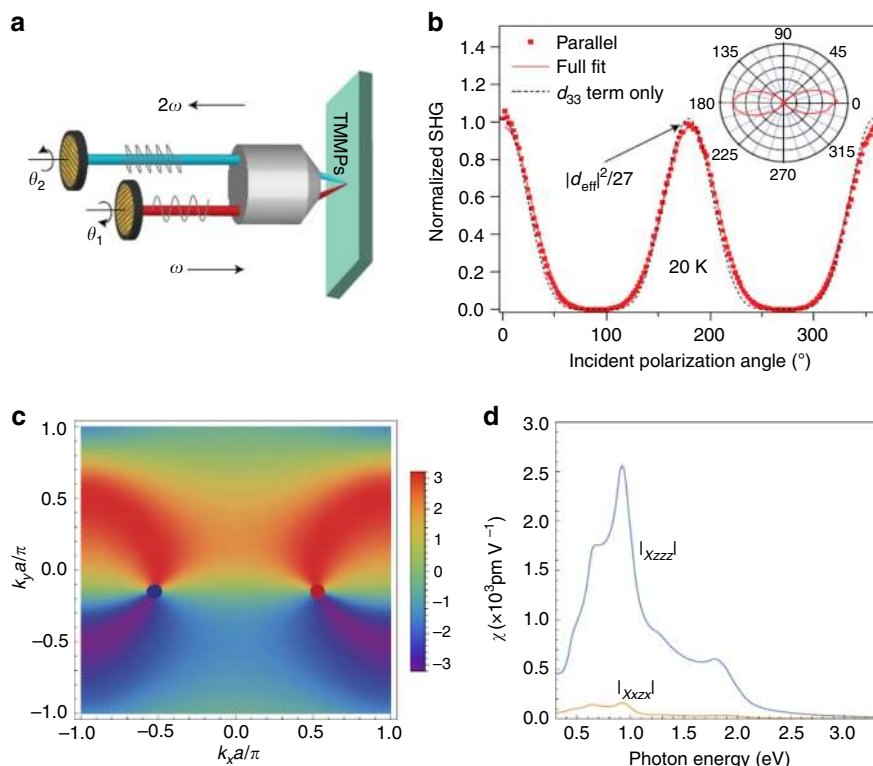 a
2ω
TMMPs
θ2
θ1
ω
b
Normalized SHG
1.4
1.2
1.0
0.8
0.6
0.4
0.2
0.0
Parallel
Full fit
d33 term only
90
135
45
180
0
225
315
270
|deff|²/27
20 K
0
100
200
300
Incident polarization angle (°)
c
kya/π
1.0
0.5
0.0
−0.5
−1.0
−1.0
−0.5
0.0
0.5
1.0
kxa/π
3
2
1
0
−1
−2
−3
d
χ (×10³pm V⁻¹)
3.0
2.5
2.0
1.5
1.0
0.5
0.0
|χzzz|
|χxzx|
0.5
1.0
1.5
2.0
2.5
3.0
Photon energy (eV)